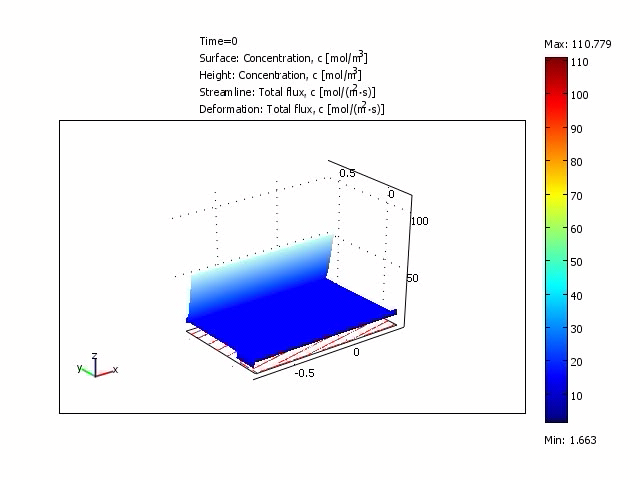 Time=0
Surface: Concentration, c [mol/m³]
Height: Concentration, c [mol/m³]
Streamline: Total flux, c [mol/(m²·s)]
Deformation: Total flux, c [mol/(m²·s)]
Max: 110.779
110
100
90
80
70
60
50
40
30
20
10
Min: 1.663
0.5
0
100
50
0
-0.5
z
y
x